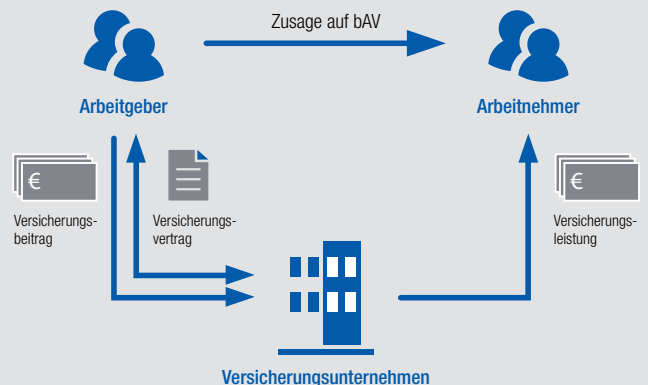 Zusage auf bAV
Arbeitgeber
Arbeitnehmer
€
Versicherungs-
beitrag
Versicherungs-
vertrag
€
Versicherungs-
leistung
Versicherungsunternehmen